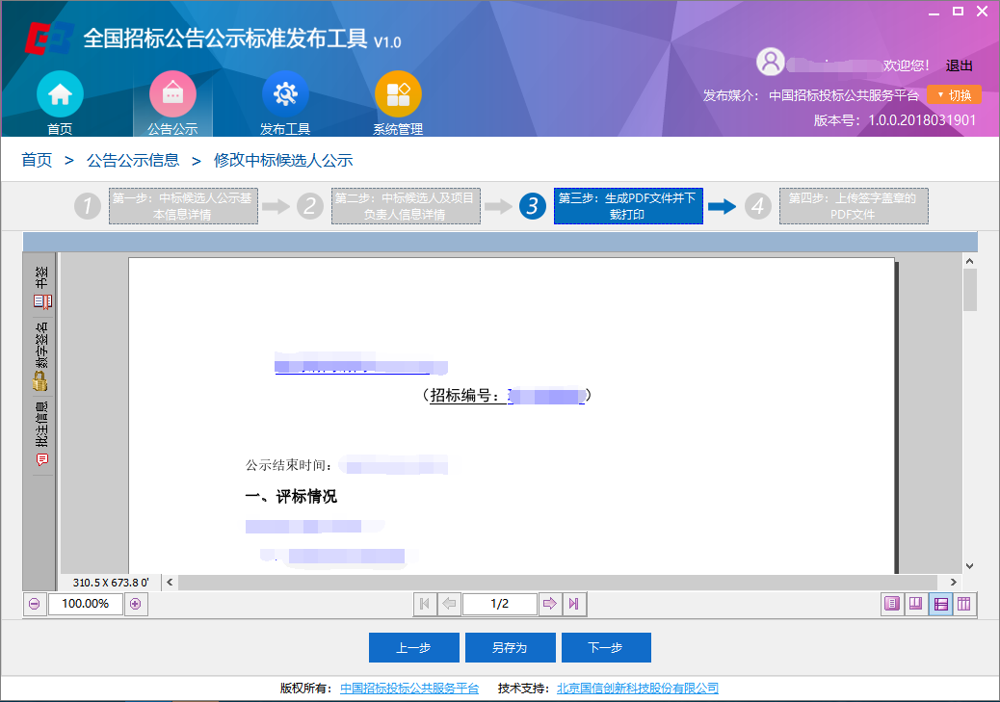 全国招标公告公示标准发布工具 V1.0
欢迎您! 退出
发布媒介: 中国招标投标公共服务平台 切换
版本号: 1.0.0.2018031901
首页 公告公示 发布工具 系统管理
首页 > 公告公示信息 > 修改中标候选人公示
1 第一步：中标候选人公示基本信息详情
2 第二步：中标候选人及项目负责人信息详情
3 第三步：生成PDF文件并下载打印
4 第四步：上传签字盖章的PDF文件
书签
数字签名
批注信息
（招标编号：）
公示结束时间：
一、评标情况
310.5 X 673.8 0'
100.00%
1/2
上一步 另存为 下一步
版权所有： 中国招标投标公共服务平台 技术支持： 北京国信创新科技股份有限公司